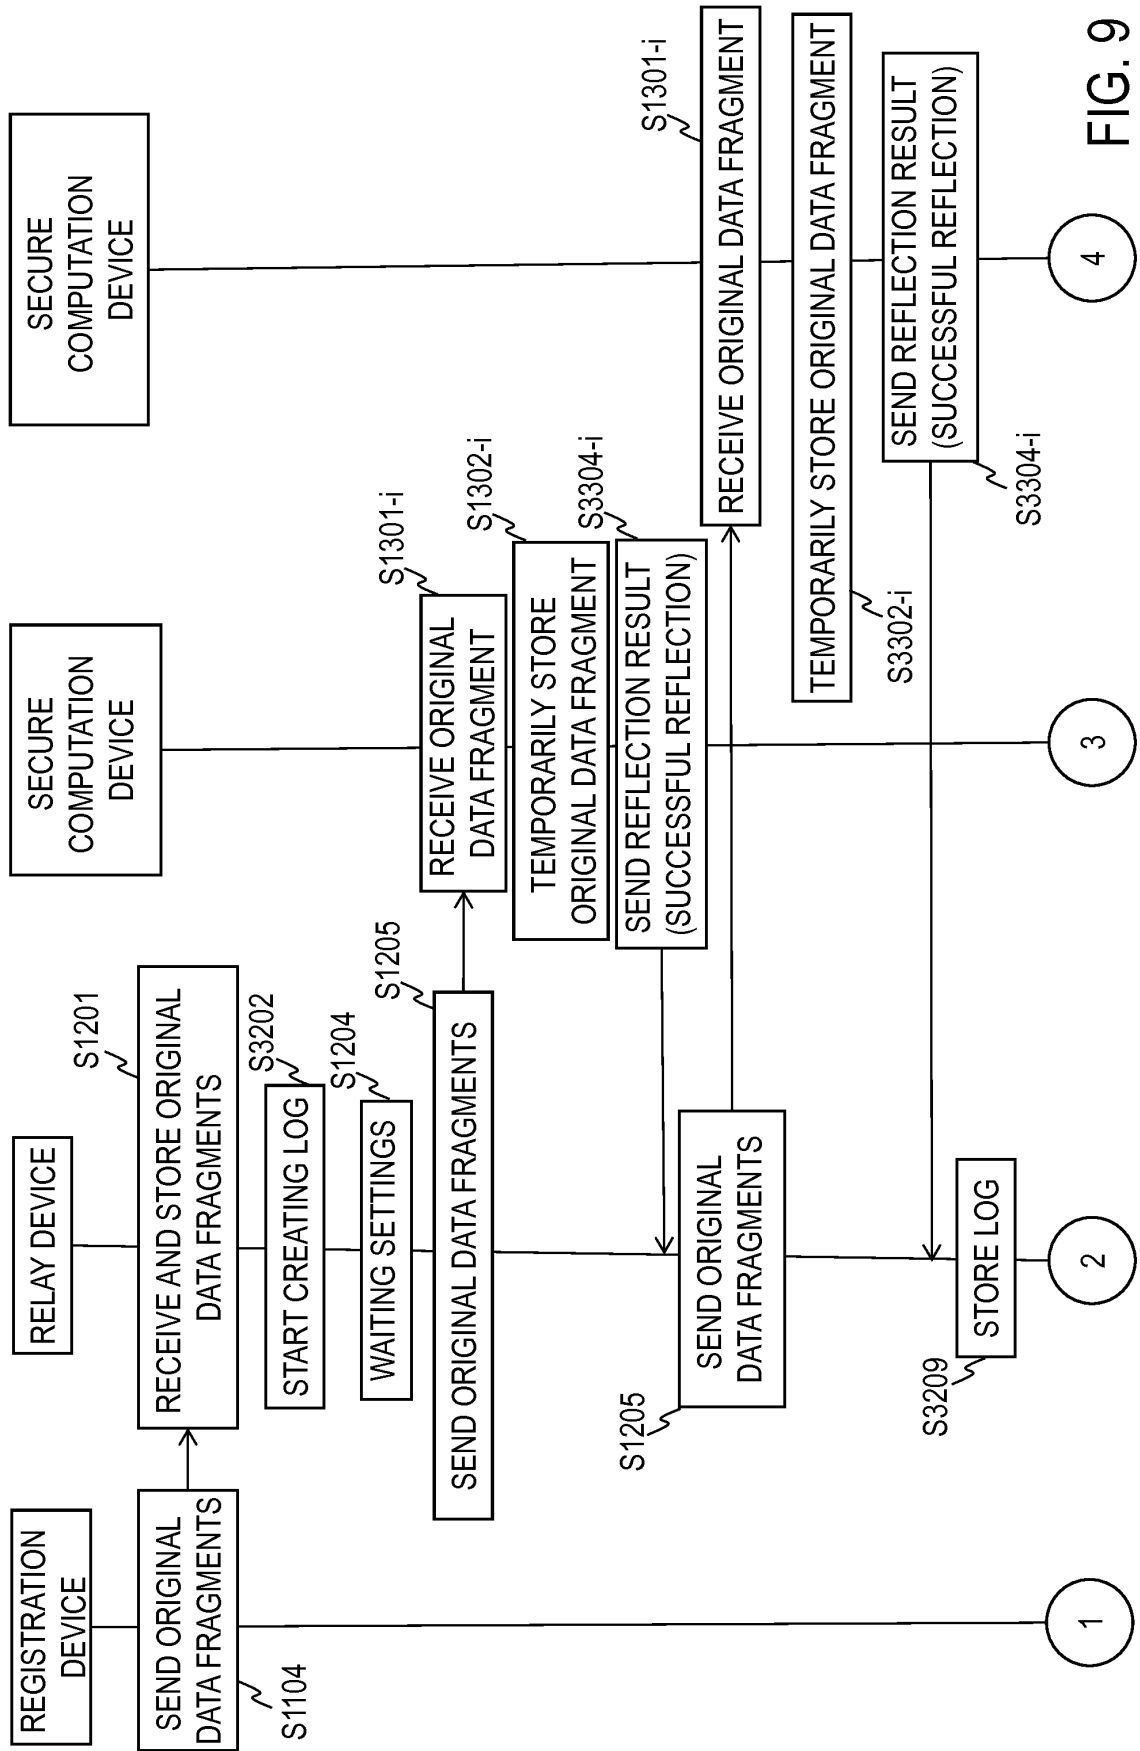 REGISTRATION
DEVICE
RELAY DEVICE
SECURE
COMPUTATION
DEVICE
SECURE
COMPUTATION
DEVICE
SEND ORIGINAL
DATA FRAGMENTS
S1104
S1201
RECEIVE AND STORE ORIGINAL
DATA FRAGMENTS
S3202
START CREATING LOG
S1204
WAITING SETTINGS
S1205
SEND ORIGINAL DATA FRAGMENTS
S1301-i
RECEIVE ORIGINAL
DATA FRAGMENT
S1302-i
TEMPORARILY STORE
ORIGINAL DATA FRAGMENT
S3304-i
SEND REFLECTION RESULT
(SUCCESSFUL REFLECTION)
S1205
SEND ORIGINAL
DATA FRAGMENTS
S1301-i
RECEIVE ORIGINAL DATA FRAGMENT
TEMPORARILY STORE ORIGINAL DATA FRAGMENT
S3302-i
SEND REFLECTION RESULT
(SUCCESSFUL REFLECTION)
S3304-i
STORE LOG
S3209
1
2
3
4
FIG. 9